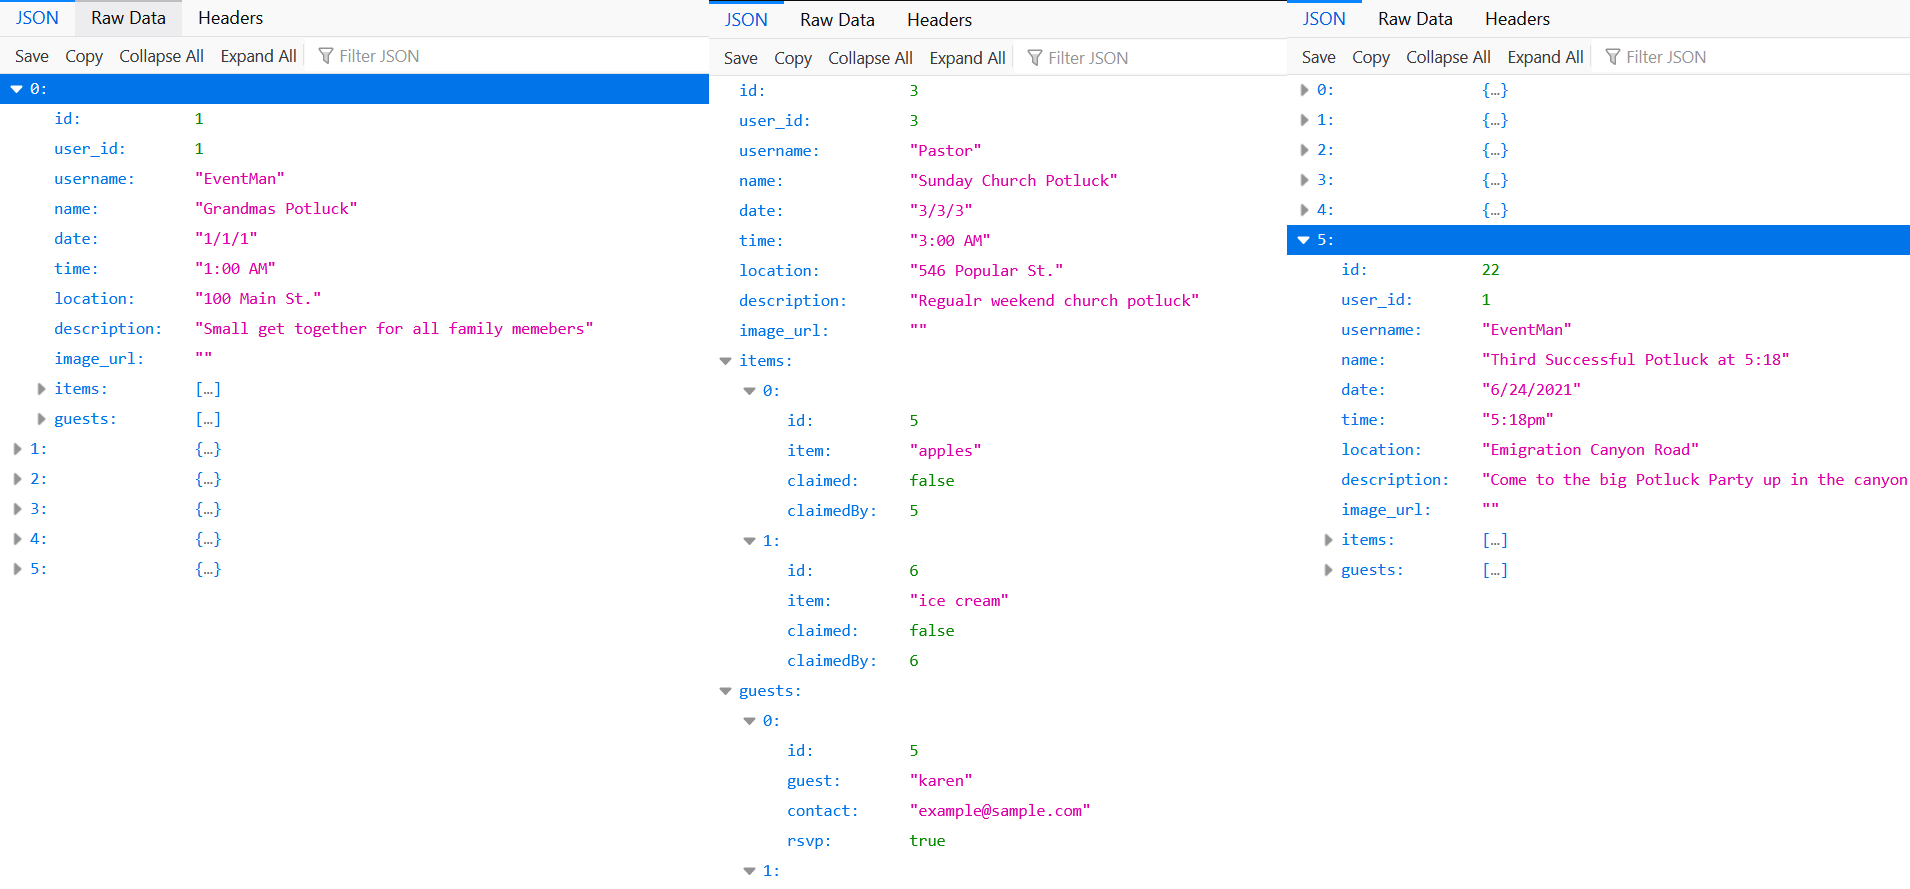 JSON Raw Data Headers
Save Copy Collapse All Expand All Filter JSON
0:
id: 1
user_id: 1
username: "EventMan"
name: "Grandmas Potluck"
date: "1/1/1"
time: "1:00 AM"
location: "100 Main St."
description: "Small get together for all family memebers"
image_url: ""
items: […]
guests: […]
1: {…}
2: {…}
3: {…}
4: {…}
5: {…}
JSON Raw Data Headers
Save Copy Collapse All Expand All Filter JSON
id: 3
user_id: 3
username: "Pastor"
name: "Sunday Church Potluck"
date: "3/3/3"
time: "3:00 AM"
location: "546 Popular St."
description: "Regualr weekend church potluck"
image_url: ""
items:
0:
id: 5
item: "apples"
claimed: false
claimedBy: 5
1:
id: 6
item: "ice cream"
claimed: false
claimedBy: 6
guests:
0:
id: 5
guest: "karen"
contact: "example@sample.com"
rsvp: true
1:
JSON Raw Data Headers
Save Copy Collapse All Expand All Filter JSON
0: {…}
1: {…}
2: {…}
3: {…}
4: {…}
5:
id: 22
user_id: 1
username: "EventMan"
name: "Third Successful Potluck at 5:18"
date: "6/24/2021"
time: "5:18pm"
location: "Emigration Canyon Road"
description: "Come to the big Potluck Party up in the canyon
image_url: ""
items: […]
guests: […]